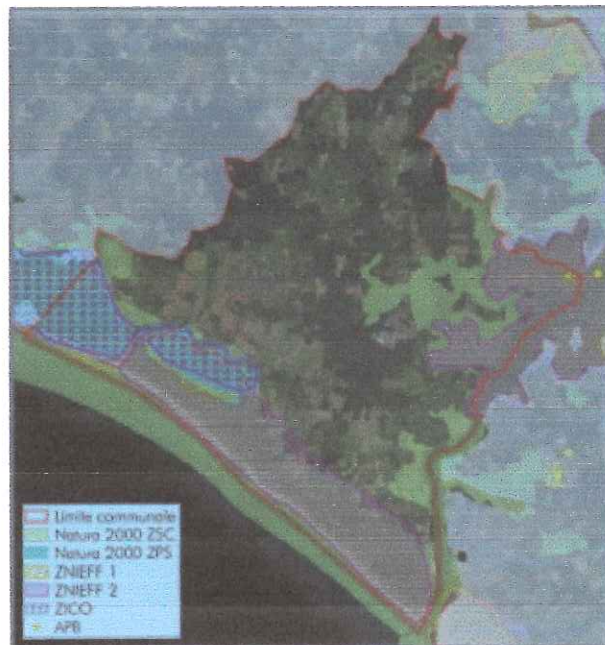 Limite communale
Natura 2000 ZSC
Natura 2000 ZPS
ZNIEFF 1
ZNIEFF 2
ZICO
APB